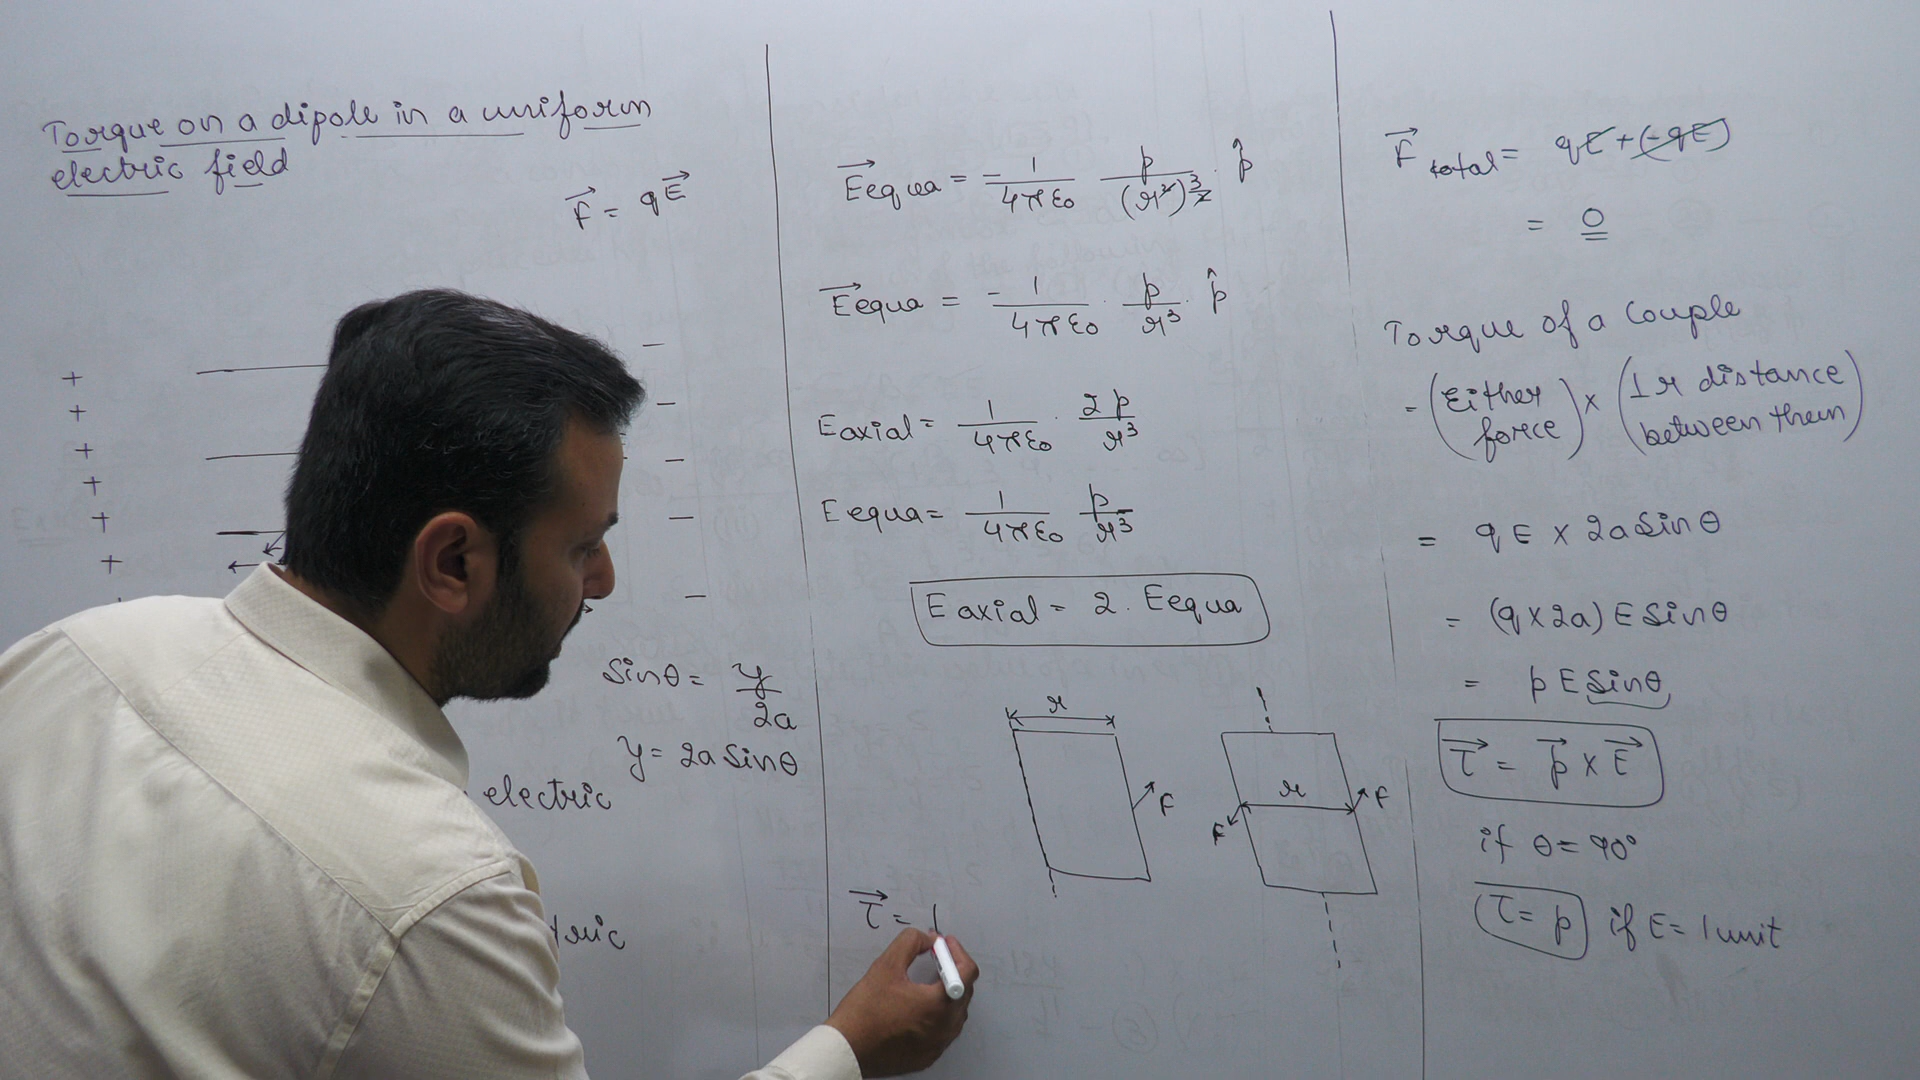 Torque on a dipole in a uniform
electric field
F⃗ = qE⃗
+ −
+ −
+ −
+
+ −
+
−
Sinθ = y/2a
y = 2a Sinθ
electric
tric
E⃗equa = − 1/4πε₀ p/(r²)^3/2 · p̂
E⃗equa = − 1/4πε₀ · p/r³ · p̂
Eaxial = 1/4πε₀ · 2p/r³
Eequa = 1/4πε₀ p/r³
Eaxial = 2. Eequa
r
F
r
F
F
τ⃗ =
F⃗ total = qE + (−qE)
= 0
Torque of a Couple
= (Either force) × (⊥r distance between them)
= qE × 2a Sinθ
= (q × 2a) E Sinθ
= pE Sinθ
τ⃗ = p⃗ × E⃗
if θ = 90°
τ⃗ = p if E = 1 unit